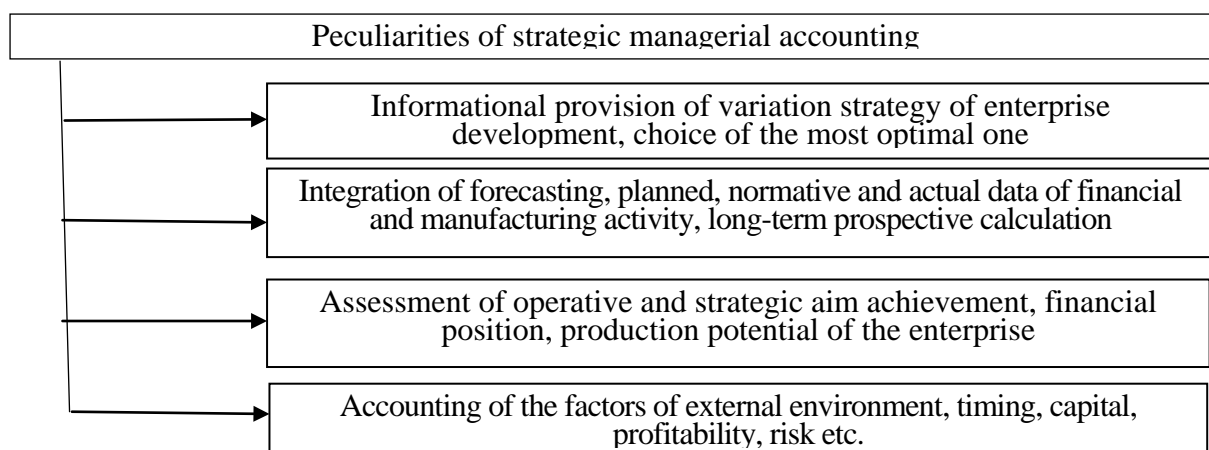 Peculiarities of strategic managerial accounting
Informational provision of variation strategy of enterprise
development, choice of the most optimal one
Integration of forecasting, planned, normative and actual data of financial
and manufacturing activity, long-term prospective calculation
Assessment of operative and strategic aim achievement, financial
position, production potential of the enterprise
Accounting of the factors of external environment, timing, capital,
profitability, risk etc.